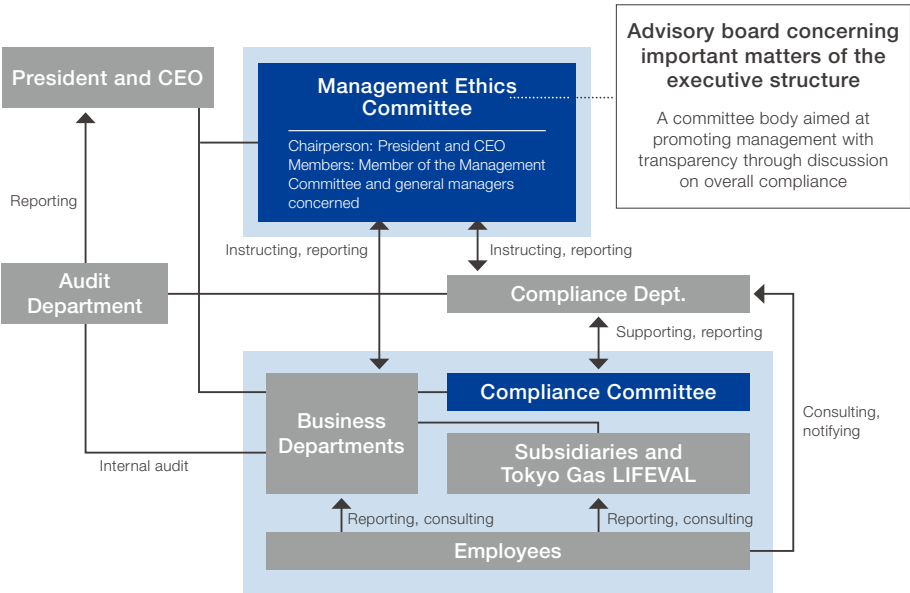 President and CEO
Management Ethics
Committee
Chairperson: President and CEO
Members: Member of the Management
Committee and general managers
concerned
Advisory board concerning
important matters of the
executive structure
A committee body aimed at
promoting management with
transparency through discussion
on overall compliance
Reporting
Instructing, reporting
Instructing, reporting
Audit
Department
Compliance Dept.
Supporting, reporting
Compliance Committee
Business
Departments
Subsidiaries and
Tokyo Gas LIFEVAL
Consulting,
notifying
Internal audit
Reporting, consulting
Reporting, consulting
Employees